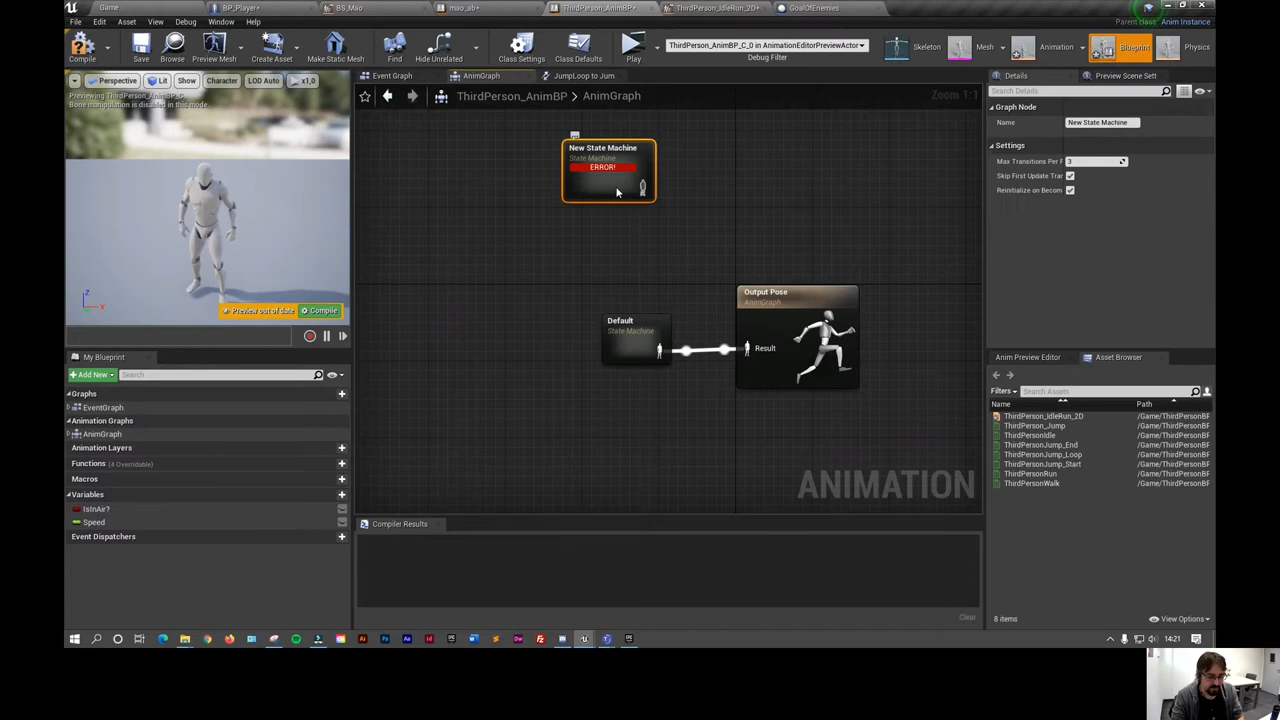 Game
BP_Player*
BS_Mao
mao_ab*
ThirdPerson_AnimBP*
ThirdPerson_IdleRun_2D*
GoalOfEnemies
File
Edit
Asset
View
Debug
Window
Help
Parent class:
Anim Instance
Compile
Save
Browse
Preview Mesh
Create Asset
Make Static Mesh
Find
Hide Unrelated
Class Settings
Class Defaults
Play
ThirdPerson_AnimBP_C_0 in AnimationEditorPreviewActor
Debug Filter
Skeleton
Mesh
Animation
Blueprint
Physics
Perspective
Lit
Show
Character
LOD Auto
x1,0
Previewing ThirdPerson_AnimBP_C.
Bone manipulation is disabled in this mode.
Z
X
Preview out of date
Compile
Event Graph
AnimGraph
JumpLoop to Jum
ThirdPerson_AnimBP > AnimGraph
Zoom 1:1
New State Machine
State Machine
ERROR!
Default
State Machine
Output Pose
AnimGraph
Result
ANIMATION
Compiler Results
Clear
My Blueprint
Add New
Search
Graphs
EventGraph
Animation Graphs
AnimGraph
Animation Layers
Functions (4 Overridable)
Macros
Variables
IsInAir?
Speed
Event Dispatchers
Details
Preview Scene Sett
Search Details
Graph Node
Name
New State Machine
Settings
Max Transitions Per F
3
Skip First Update Tran
Reinitialize on Becom
Anim Preview Editor
Asset Browser
Filters
Search Assets
Name
Path
ThirdPerson_IdleRun_2D
/Game/ThirdPersonBP
ThirdPerson_Jump
/Game/ThirdPersonBP
ThirdPersonIdle
/Game/ThirdPersonBP
ThirdPersonJump_End
/Game/ThirdPersonBP
ThirdPersonJump_Loop
/Game/ThirdPersonBP
ThirdPersonJump_Start
/Game/ThirdPersonBP
ThirdPersonRun
/Game/ThirdPersonBP
ThirdPersonWalk
/Game/ThirdPersonBP
8 items
View Options
14:21